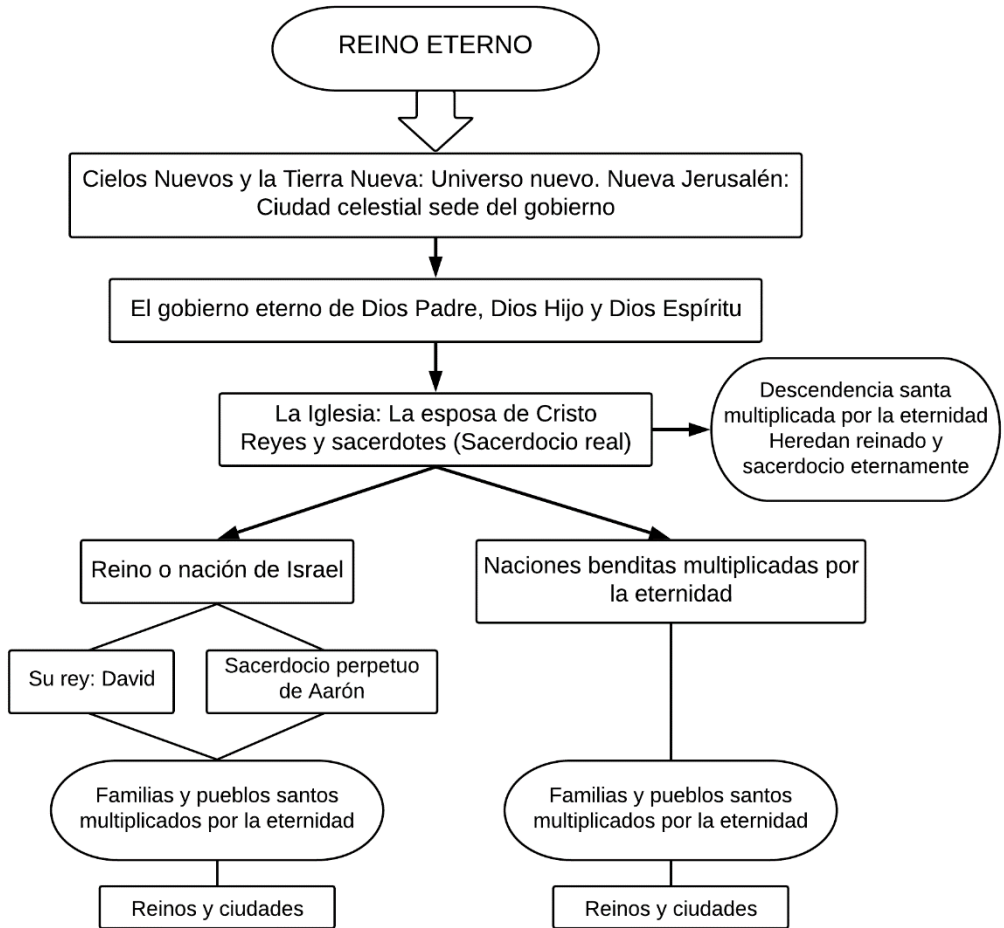 REINO ETERNO
Cielos Nuevos y la Tierra Nueva: Universo nuevo. Nueva Jerusalén:
Ciudad celestial sede del gobierno
El gobierno eterno de Dios Padre, Dios Hijo y Dios Espíritu
La Iglesia: La esposa de Cristo
Reyes y sacerdotes (Sacerdocio real)
Descendencia santa
multiplicada por la eternidad
Heredan reinado y
sacerdocio eternamente
Reino o nación de Israel
Naciones benditas multiplicadas por
la eternidad
Su rey: David
Sacerdocio perpetuo
de Aarón
Familias y pueblos santos
multiplicados por la eternidad
Familias y pueblos santos
multiplicados por la eternidad
Reinos y ciudades
Reinos y ciudades